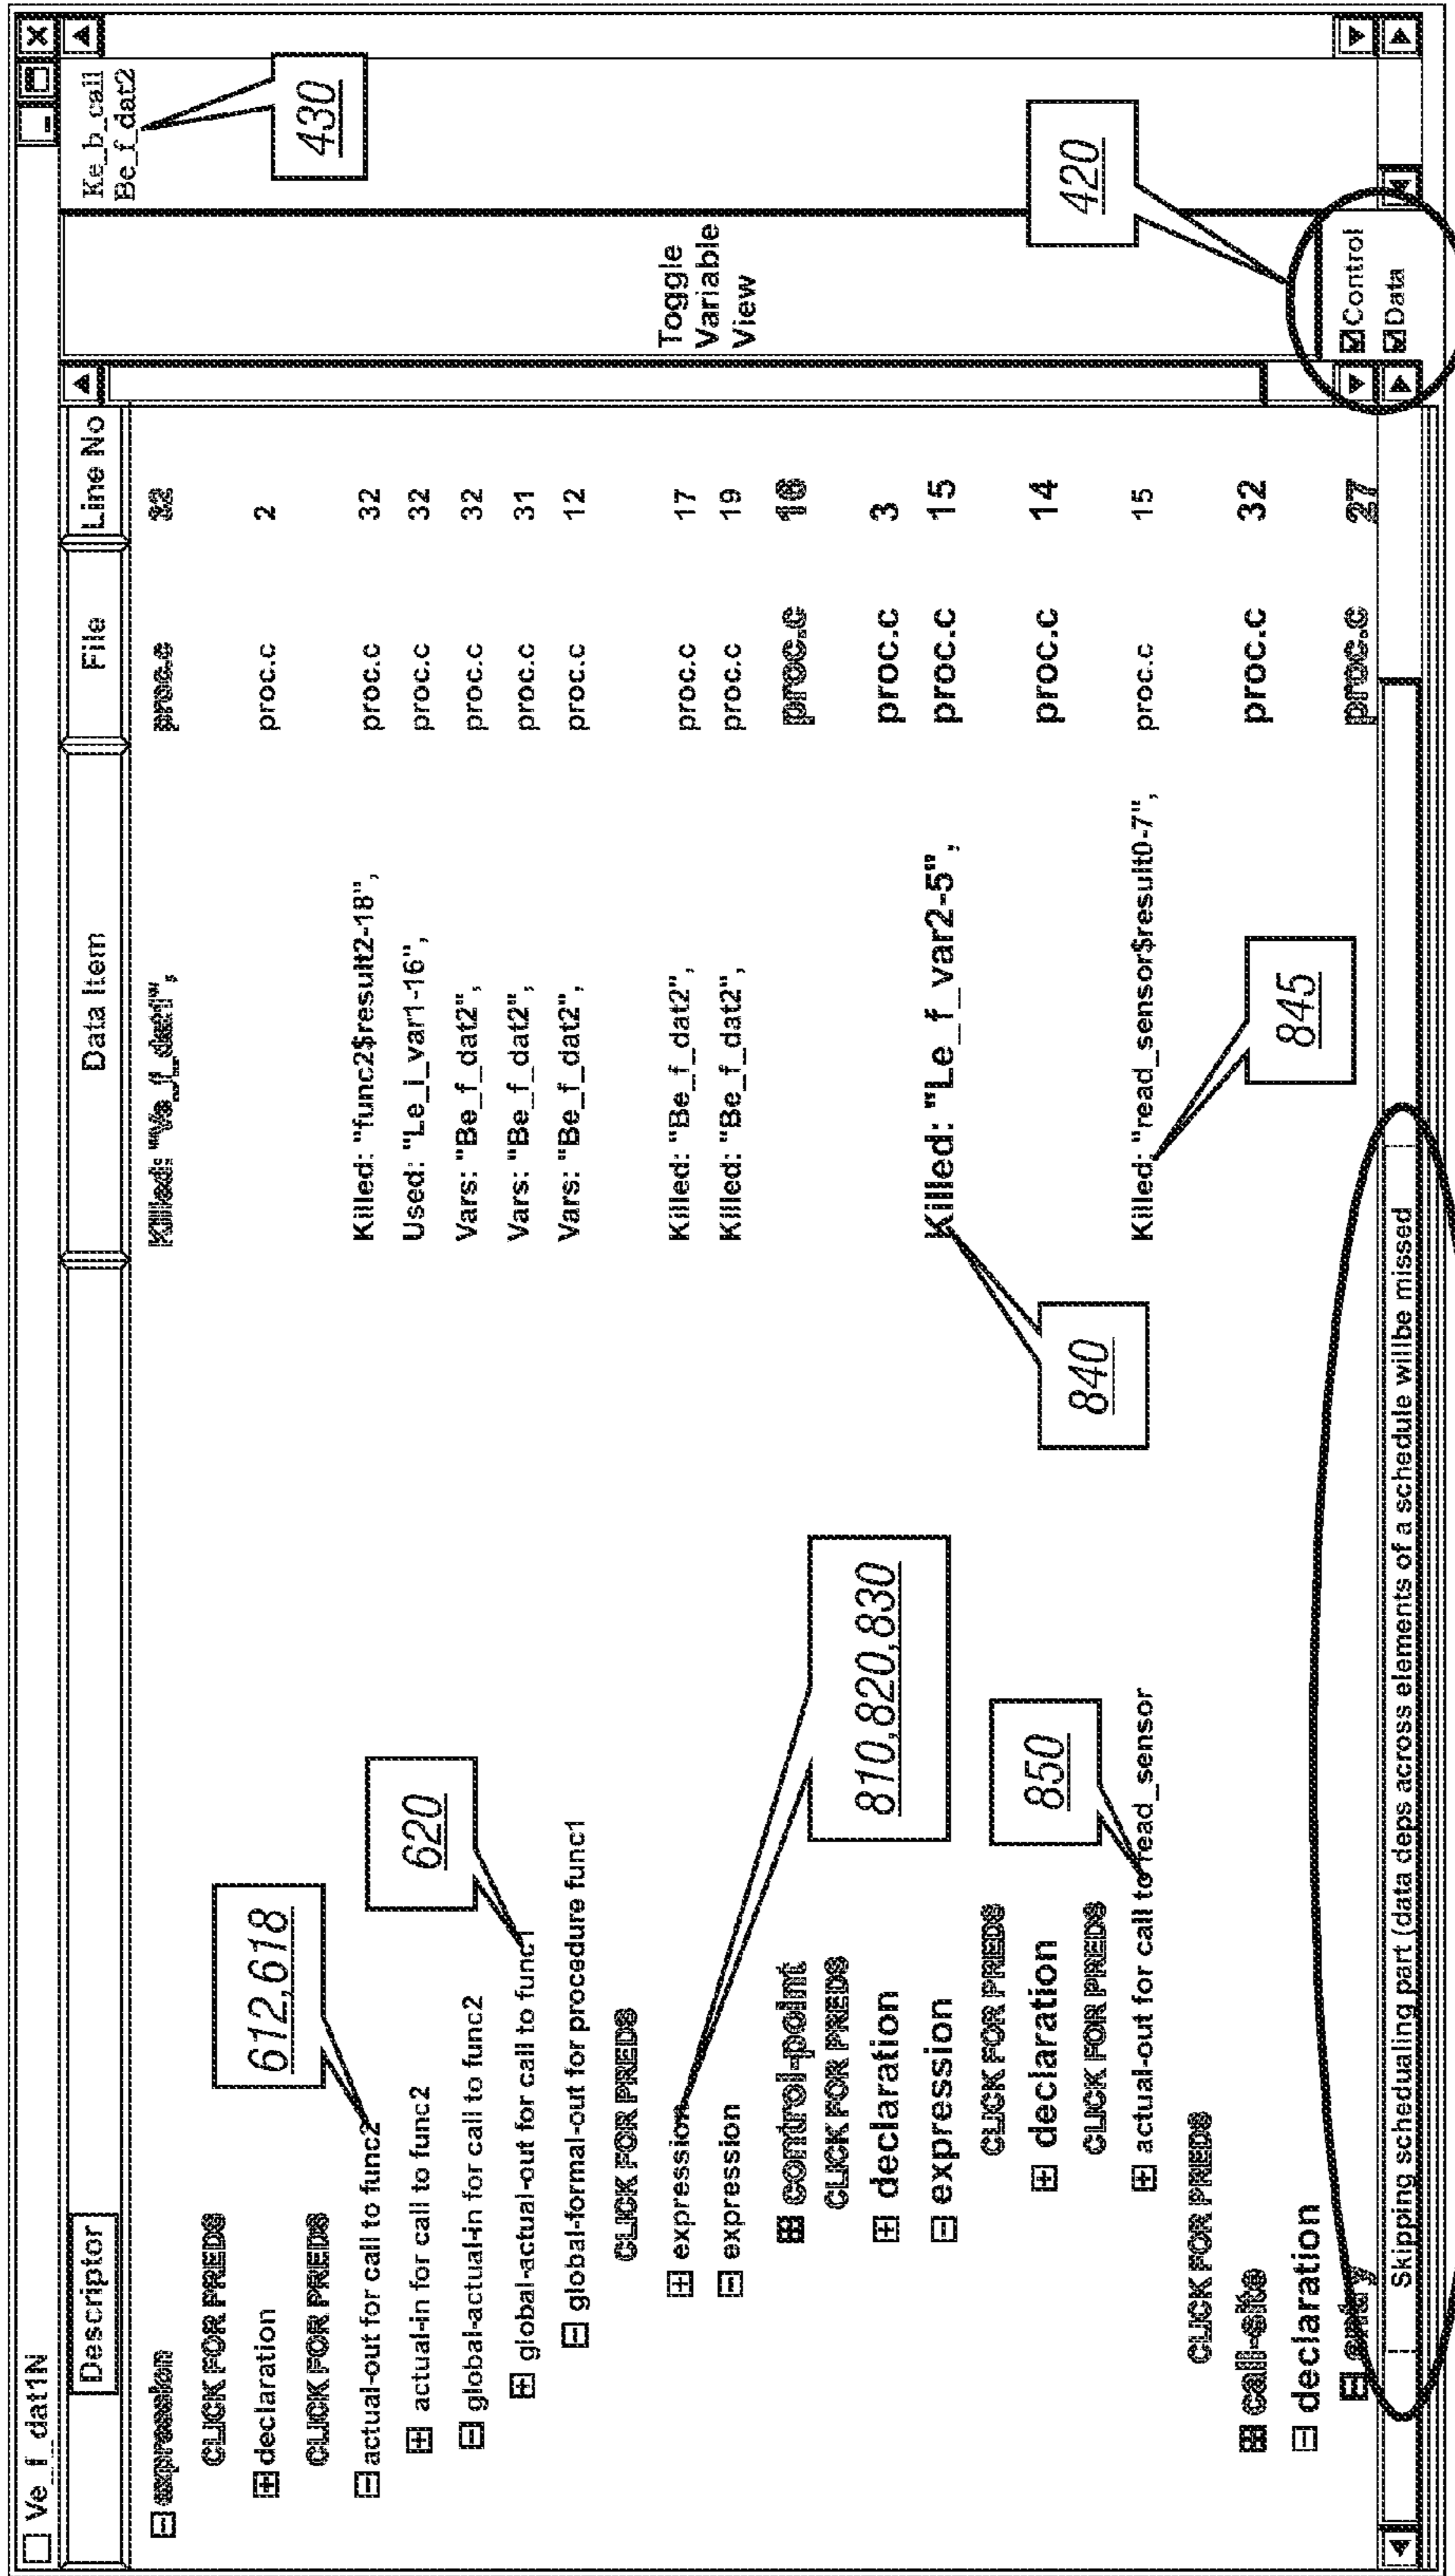 Ve_f_dat1N
Descriptor Data Item File Line No
expression Killed: "Ve_f_dat1", proc.c 32
CLICK FOR PREDS
declaration proc.c 2
CLICK FOR PREDS
actual-out for call to func2 Killed: "func2$result2-18", proc.c 32
actual-in for call to func2 Used: "Le_i_var1-16", proc.c 32
global-actual-in for call to func2 Vars: "Be_f_dat2", proc.c 32
global-actual-out for call to func1 Vars: "Be_f_dat2", proc.c 31
global-formal-out for procedure func1 Vars: "Be_f_dat2", proc.c 12
CLICK FOR PREDS
expression Killed: "Be_f_dat2", proc.c 17
expression Killed: "Be_f_dat2", proc.c 19
control-point proc.c 16
CLICK FOR PREDS
declaration proc.c 3
expression Killed: "Le_f_var2-5", proc.c 15
CLICK FOR PREDS
declaration proc.c 14
CLICK FOR PREDS
actual-out for call to read_sensor Killed: "read_sensor$result0-7", proc.c 15
CLICK FOR PREDS
call-site proc.c 32
declaration
entry proc.c 27
Skipping schedualing part (data deps across elements of a schedule willbe missed
Toggle
Variable
View
Control
Data
Ke_b_call
Be_f_dat2
612,618
620
810,820,830
850
840
845
420
430